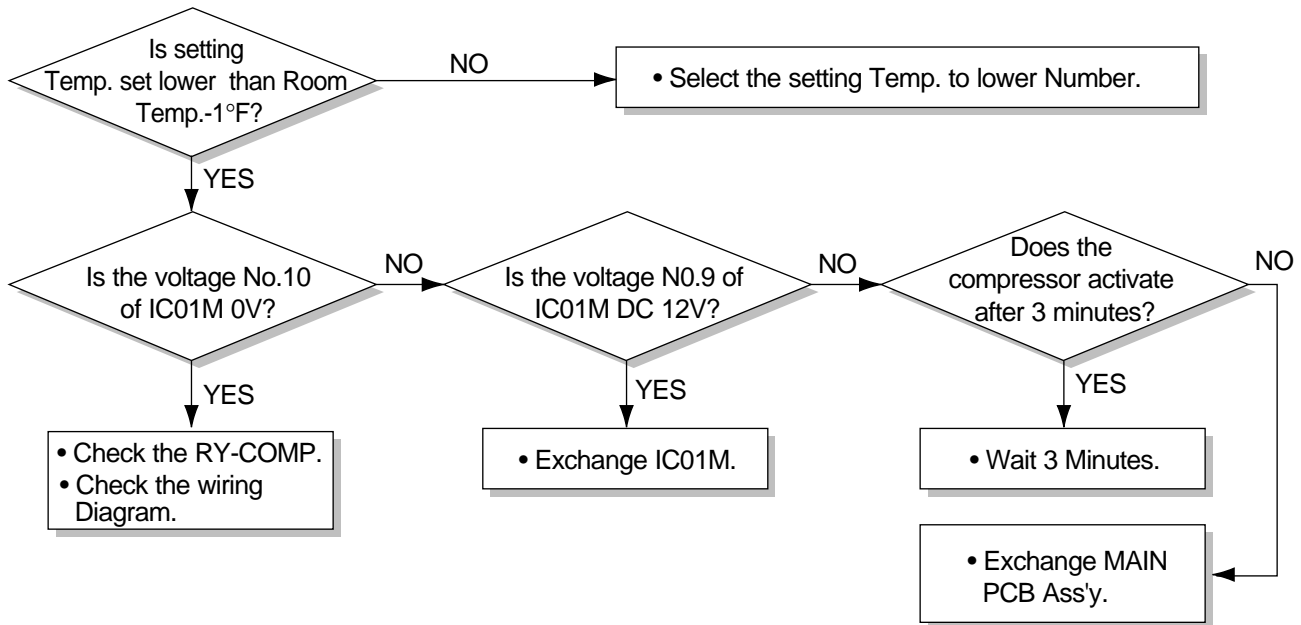 Is setting
Temp. set lower than Room
Temp.-1°F?
NO
• Select the setting Temp. to lower Number.
YES
Is the voltage No.10
of IC01M 0V?
NO
Is the voltage N0.9 of
IC01M DC 12V?
NO
Does the
compressor activate
after 3 minutes?
NO
YES
• Check the RY-COMP.
• Check the wiring
Diagram.
YES
• Exchange IC01M.
YES
• Wait 3 Minutes.
• Exchange MAIN
PCB Ass'y.